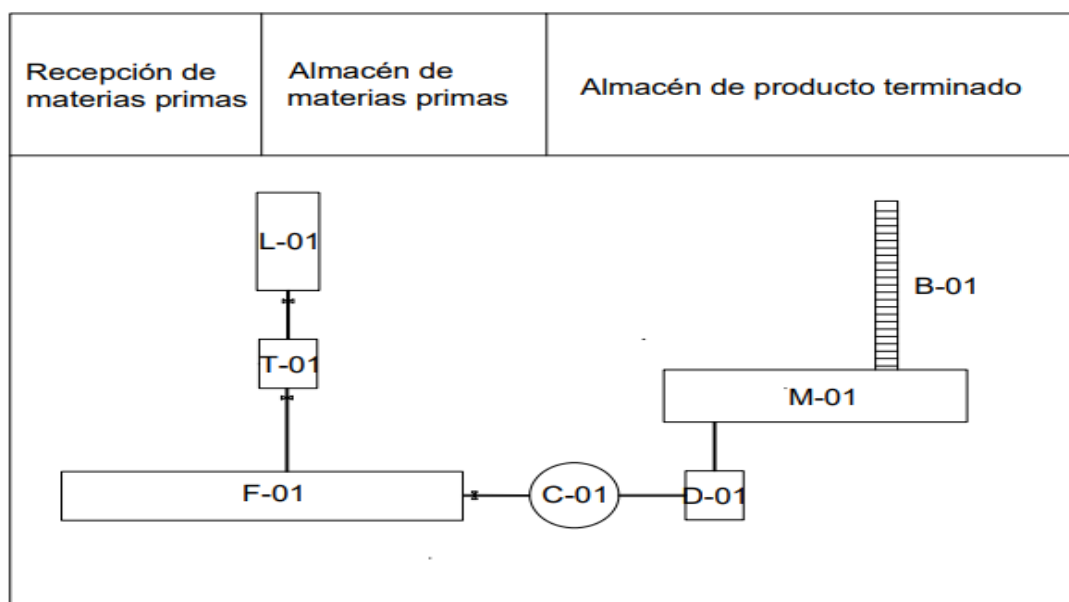 Recepción de
materias primas
Almacén de
materias primas
Almacén de producto terminado
L-01
B-01
T-01
M-01
F-01
C-01
D-01